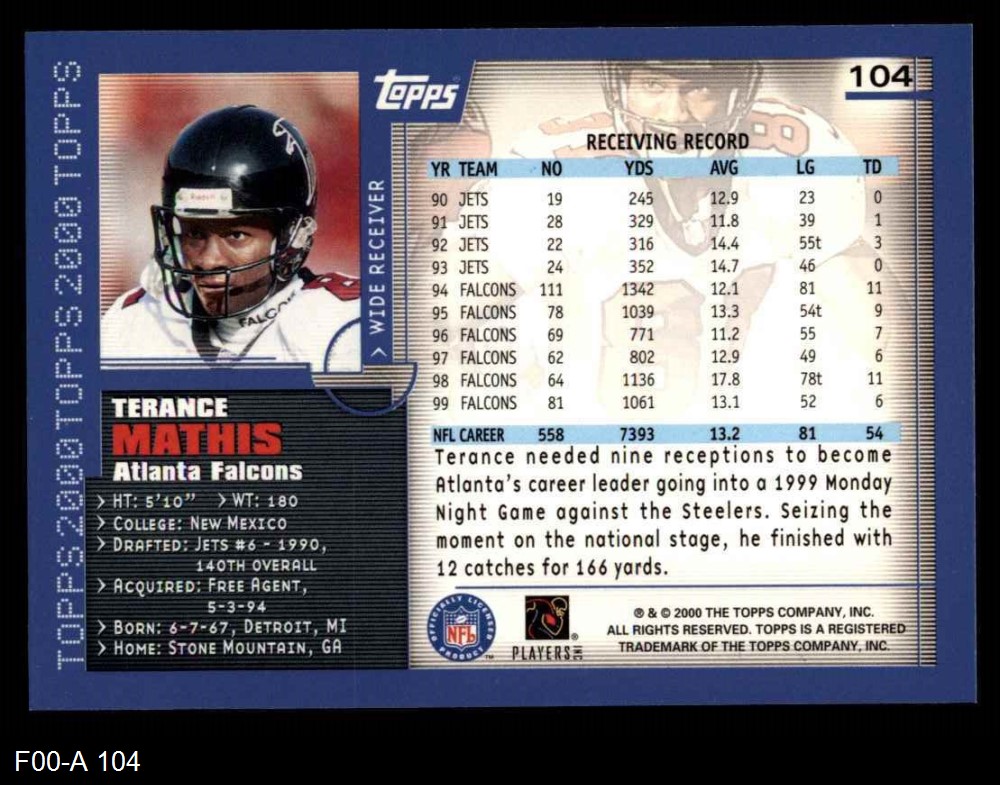 TOPPS2000TOPPS2000TOPPS2000TOPPS
Topps
104
Riddell
FALCONS
> WIDE RECEIVER
TERANCE
MATHIS
Atlanta Falcons
> HT: 5'10" > WT: 180
> COLLEGE: NEW MEXICO
> DRAFTED: JETS #6 - 1990,
140TH OVERALL
> ACQUIRED: FREE AGENT,
5-3-94
> BORN: 6-7-67, DETROIT, MI
> HOME: STONE MOUNTAIN, GA
RECEIVING RECORD
YR TEAM NO YDS AVG LG TD
90 JETS 19 245 12.9 23 0
91 JETS 28 329 11.8 39 1
92 JETS 22 316 14.4 55t 3
93 JETS 24 352 14.7 46 0
94 FALCONS 111 1342 12.1 81 11
95 FALCONS 78 1039 13.3 54t 9
96 FALCONS 69 771 11.2 55 7
97 FALCONS 62 802 12.9 49 6
98 FALCONS 64 1136 17.8 78t 11
99 FALCONS 81 1061 13.1 52 6
NFL CAREER 558 7393 13.2 81 54
Terance needed nine receptions to become
Atlanta's career leader going into a 1999 Monday
Night Game against the Steelers. Seizing the
moment on the national stage, he finished with
12 catches for 166 yards.
OFFICIALLY LICENSED
NFL
PRODUCT
™
PLAYERS INC
®
® & © 2000 THE TOPPS COMPANY, INC.
ALL RIGHTS RESERVED. TOPPS IS A REGISTERED
TRADEMARK OF THE TOPPS COMPANY, INC.
F00-A 104